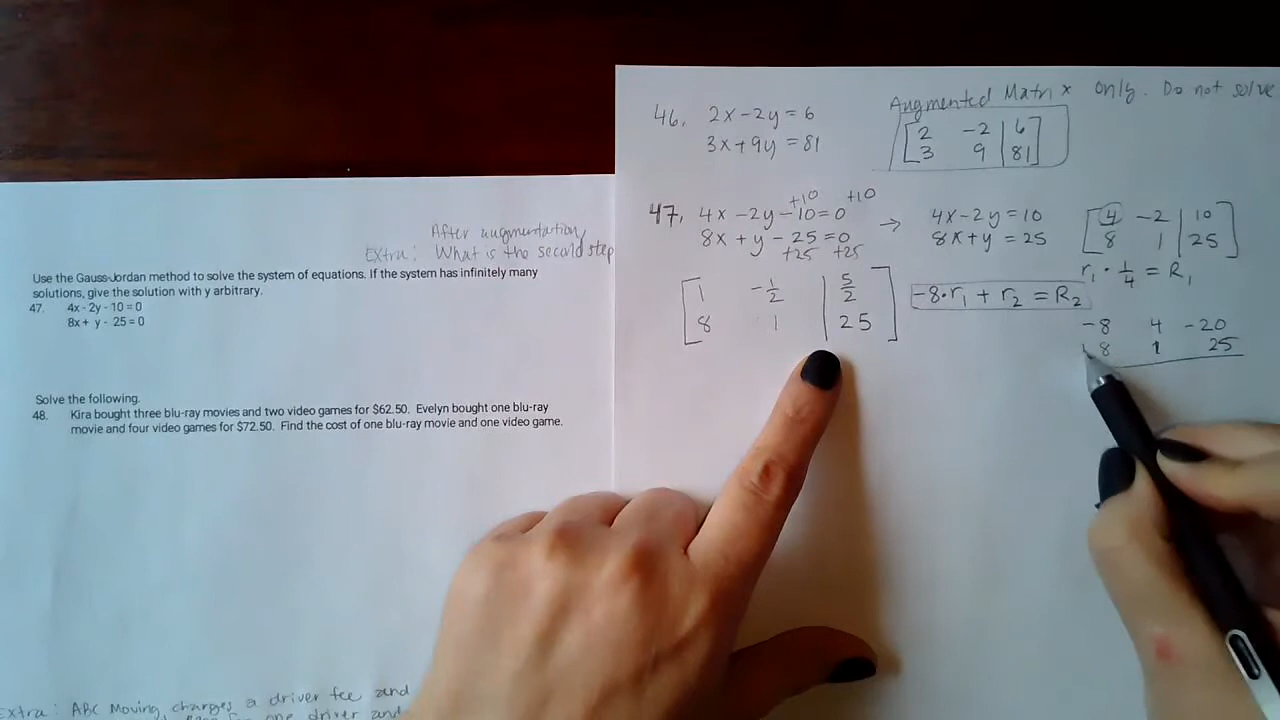 After augmentation,
Extra: What is the second step
Use the Gauss-Jordan method to solve the system of equations. If the system has infinitely many
solutions, give the solution with y arbitrary.
47. 4x - 2y - 10 = 0
8x + y - 25 = 0
Solve the following.
48. Kira bought three blu-ray movies and two video games for $62.50. Evelyn bought one blu-ray
movie and four video games for $72.50. Find the cost of one blu-ray movie and one video game.
Extra: ABC Moving charges a driver fee and
one driver and
Augmented Matrix only. Do not solve
46. 2x - 2y = 6
3x + 9y = 81
[2 -2 | 6]
[3 9 | 81]
+10 +10
47. 4x - 2y - 10 = 0 → 4x - 2y = 10
8x + y - 25 = 0 8x + y = 25
+25 +25
[4 -2 | 10]
[8 1 | 25]
r₁ · 1/4 = R₁
[1 -1/2 | 5/2]
[8 1 | 25]
-8·r₁ + r₂ = R₂
-8 4 -20
+8 1 25